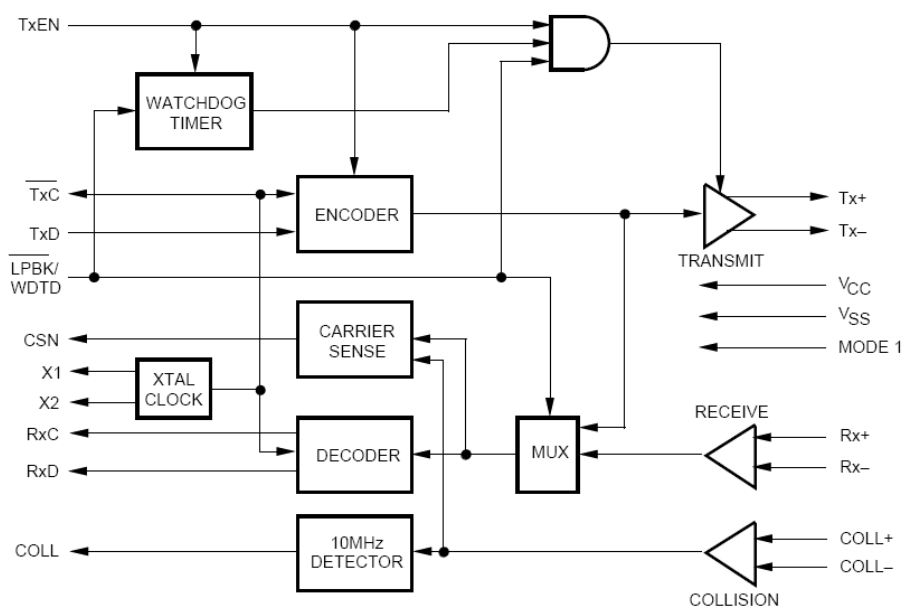 TxEN
WATCHDOG
TIMER
TxC
ENCODER
Tx+
TxD
Tx–
LPBK/
WDTD
TRANSMIT
VCC
VSS
CSN
CARRIER
SENSE
MODE 1
X1
XTAL
CLOCK
X2
RECEIVE
RxC
DECODER
MUX
Rx+
RxD
Rx–
COLL
10MHz
DETECTOR
COLL+
COLL–
COLLISION